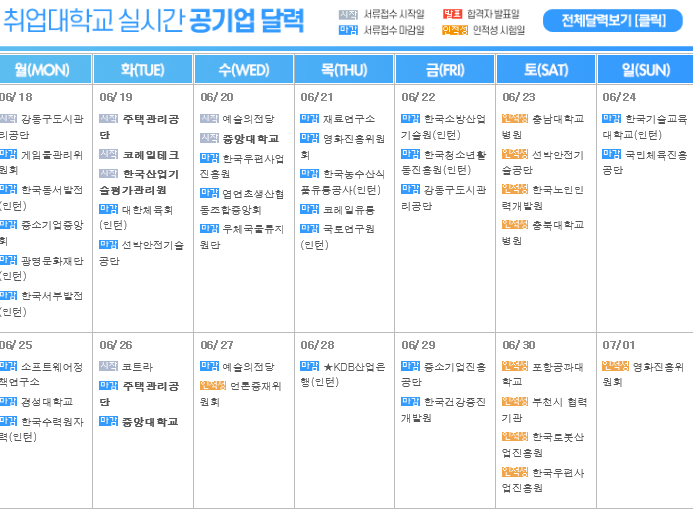 취업대학교 실시간 공기업 달력
시작 서류접수 시작일
발표 합격자 발표일
마감 서류접수 마감일
인적성 인적성 시험일
전체달력보기 [클릭]
월(MON) 화(TUE) 수(WED) 목(THU) 금(FRI) 토(SAT) 일(SUN)
06/18
시작 강동구도시관
리공단
마감 게임물관리위
원회
마감 한국동서발전
(인턴)
마감 중소기업중앙
회
마감 광명문화재단
(인턴)
마감 한국서부발전
(인턴)
06/19
시작 주택관리공
단
시작 코레일테크
시작 한국산업기
술평가관리원
마감 대한체육회
(인턴)
마감 선박안전기술
공단
06/20
시작 예술의전당
시작 중앙대학교
마감 한국우편사업
진흥원
마감 엽연초생산협
동조합중앙회
마감 우체국물류지
원단
06/21
마감 재료연구소
마감 영화진흥위원
회
마감 한국농수산식
품유통공사(인턴)
마감 코레일유통
마감 국토연구원
(인턴)
06/22
마감 한국소방산업
기술원(인턴)
마감 한국청소년활
동진흥원(인턴)
마감 강동구도시관
리공단
06/23
인적성 충남대학교
병원
인적성 선박안전기
술공단
인적성 한국노인인
력개발원
인적성 충북대학교
병원
06/24
마감 한국기술교육
대학교(인턴)
마감 국민체육진흥
공단
06/25
마감 소프트웨어정
책연구소
마감 경성대학교
마감 한국수력원자
력(인턴)
06/26
시작 코트라
마감 주택관리공
단
마감 중앙대학교
06/27
마감 예술의전당
인적성 언론중재위
원회
06/28
마감 ★KDB산업은
행(인턴)
06/29
마감 중소기업진흥
공단
마감 한국건강증진
개발원
06/30
인적성 포항공과대
학교
인적성 부천시 협력
기관
인적성 한국로봇산
업진흥원
인적성 한국우편사
업진흥원
07/01
인적성 영화진흥위
원회